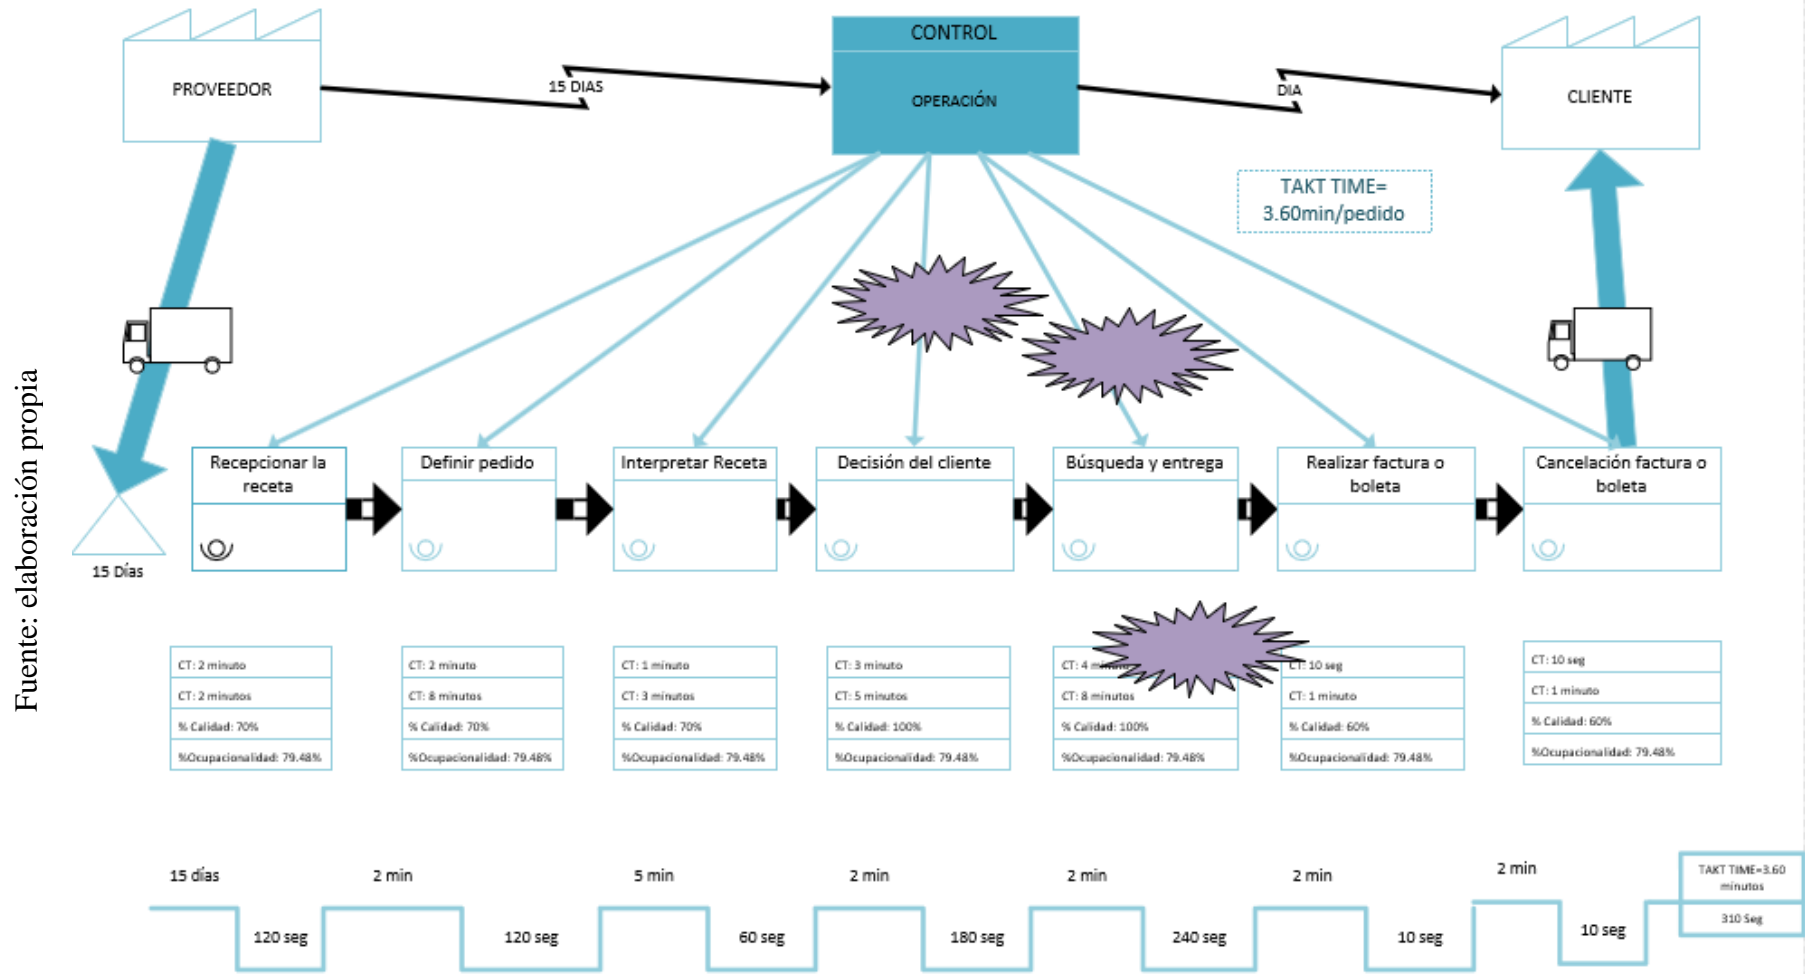 Fuente: elaboración propia
PROVEEDOR
15 DIAS
CONTROL
OPERACIÓN
DIA
CLIENTE
TAKT TIME=
3.60min/pedido
15 Días
Recepcionar la
receta
Definir pedido
Interpretar Receta
Decisión del cliente
Búsqueda y entrega
Realizar factura o
boleta
Cancelación factura o
boleta
CT: 2 minuto
CT: 2 minutos
% Calidad: 70%
%Ocupacionalidad: 79.48%
CT: 2 minuto
CT: 8 minutos
% Calidad: 70%
%Ocupacionalidad: 79.48%
CT: 1 minuto
CT: 3 minutos
% Calidad: 70%
%Ocupacionalidad: 79.48%
CT: 3 minuto
CT: 5 minutos
% Calidad: 100%
%Ocupacionalidad: 79.48%
CT: 4
CT: 8 minutos
% Calidad: 100%
%Ocupacionalidad: 79.48%
CT: 10 seg
CT: 1 minuto
% Calidad: 60%
%Ocupacionalidad: 79.48%
CT: 10 seg
CT: 1 minuto
% Calidad: 60%
%Ocupacionalidad: 79.48%
15 días
2 min
5 min
2 min
2 min
2 min
2 min
120 seg
120 seg
60 seg
180 seg
240 seg
10 seg
10 seg
TAKT TIME=3.60
minutos
310 Seg